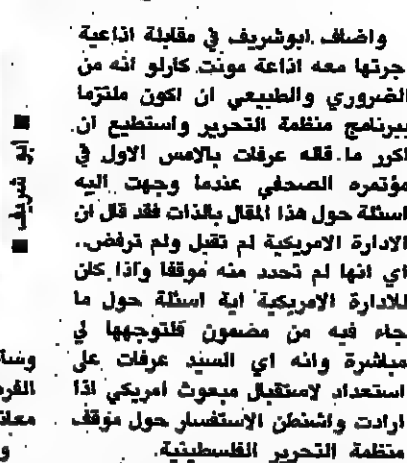 واضاف ابوشريف في مقابلة اذاعية
جرتها معه اذاعة مونت كارلو انه من
الضروري والطبيعي ان اكون ملتزما
ببرنامج منظمة التحرير واستطيع ان
اكرر ما قاله عرفات بالامس الاول في
مؤتمره الصحفي عندما وجهت اليه
اسئلة حول هذا المقال بالذات فقد قال ان
الادارة الامريكية لم تقبل ولم ترفض..
اي انها لم تحدد منه موقفا واذا كان
للادارة الامريكية اية اسئلة حول ما
جاء فيه من مضمون فلتوجهها لي
مباشرة وانه اي السيد عرفات على
استعداد لاستقبال مبعوث امريكي اذا
ارادت واشنطن الاستفسار حول موقف
منظمة التحرير الفلسطينية.
■ ابو شريف ■